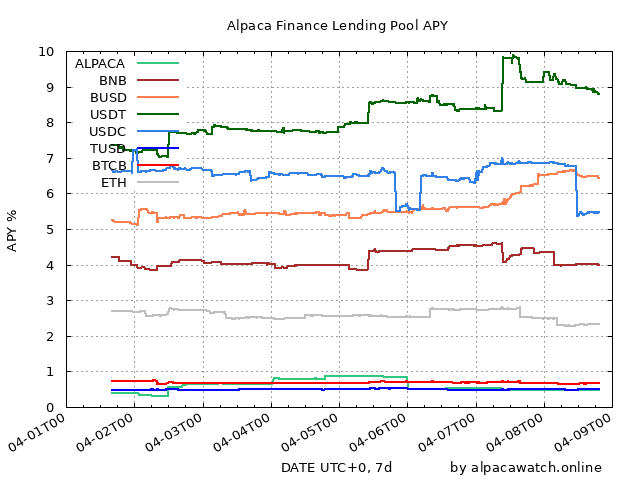 Alpaca Finance Lending Pool APY
10
9
8
7
6
5
4
3
2
1
0
APY %
ALPACA
BNB
BUSD
USDT
USDC
TUSD
BTCB
ETH
04-01T00
04-02T00
04-03T00
04-04T00
04-05T00
04-06T00
04-07T00
04-08T00
04-09T00
DATE UTC+0, 7d
by alpacawatch.online